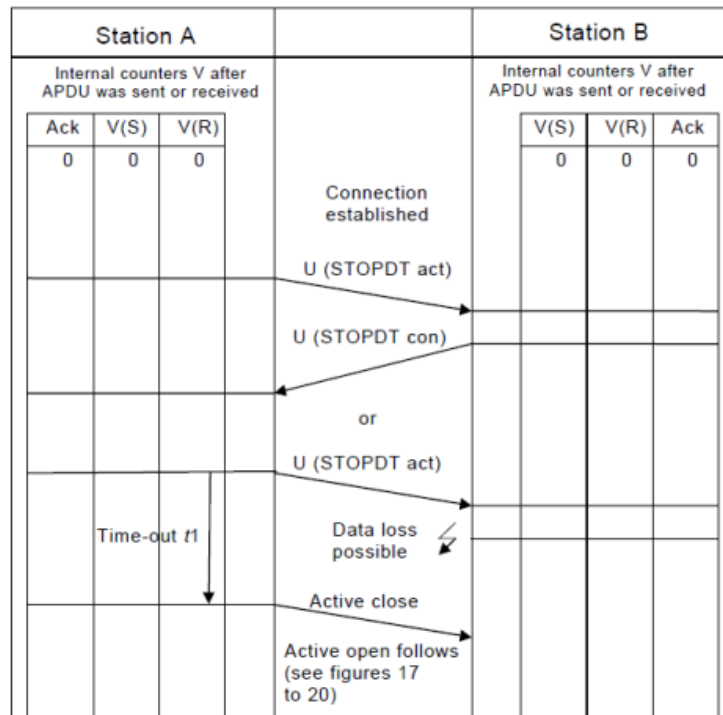 Station A
Station B
Internal counters V after
APDU was sent or received
Internal counters V after
APDU was sent or received
Ack V(S) V(R)
V(S) V(R) Ack
0 0 0
0 0 0
Connection
established
U (STOPDT act)
U (STOPDT con)
or
U (STOPDT act)
Time-out t1
Data loss
possible
Active close
Active open follows
(see figures 17
to 20)